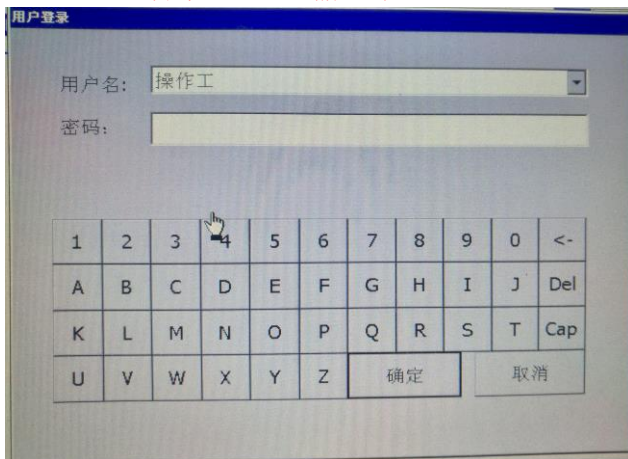 用户登录
用户名: 操作工
密码:
1 2 3 4 5 6 7 8 9 0 <-
A B C D E F G H I J Del
K L M N O P Q R S T Cap
U V W X Y Z 确定 取消